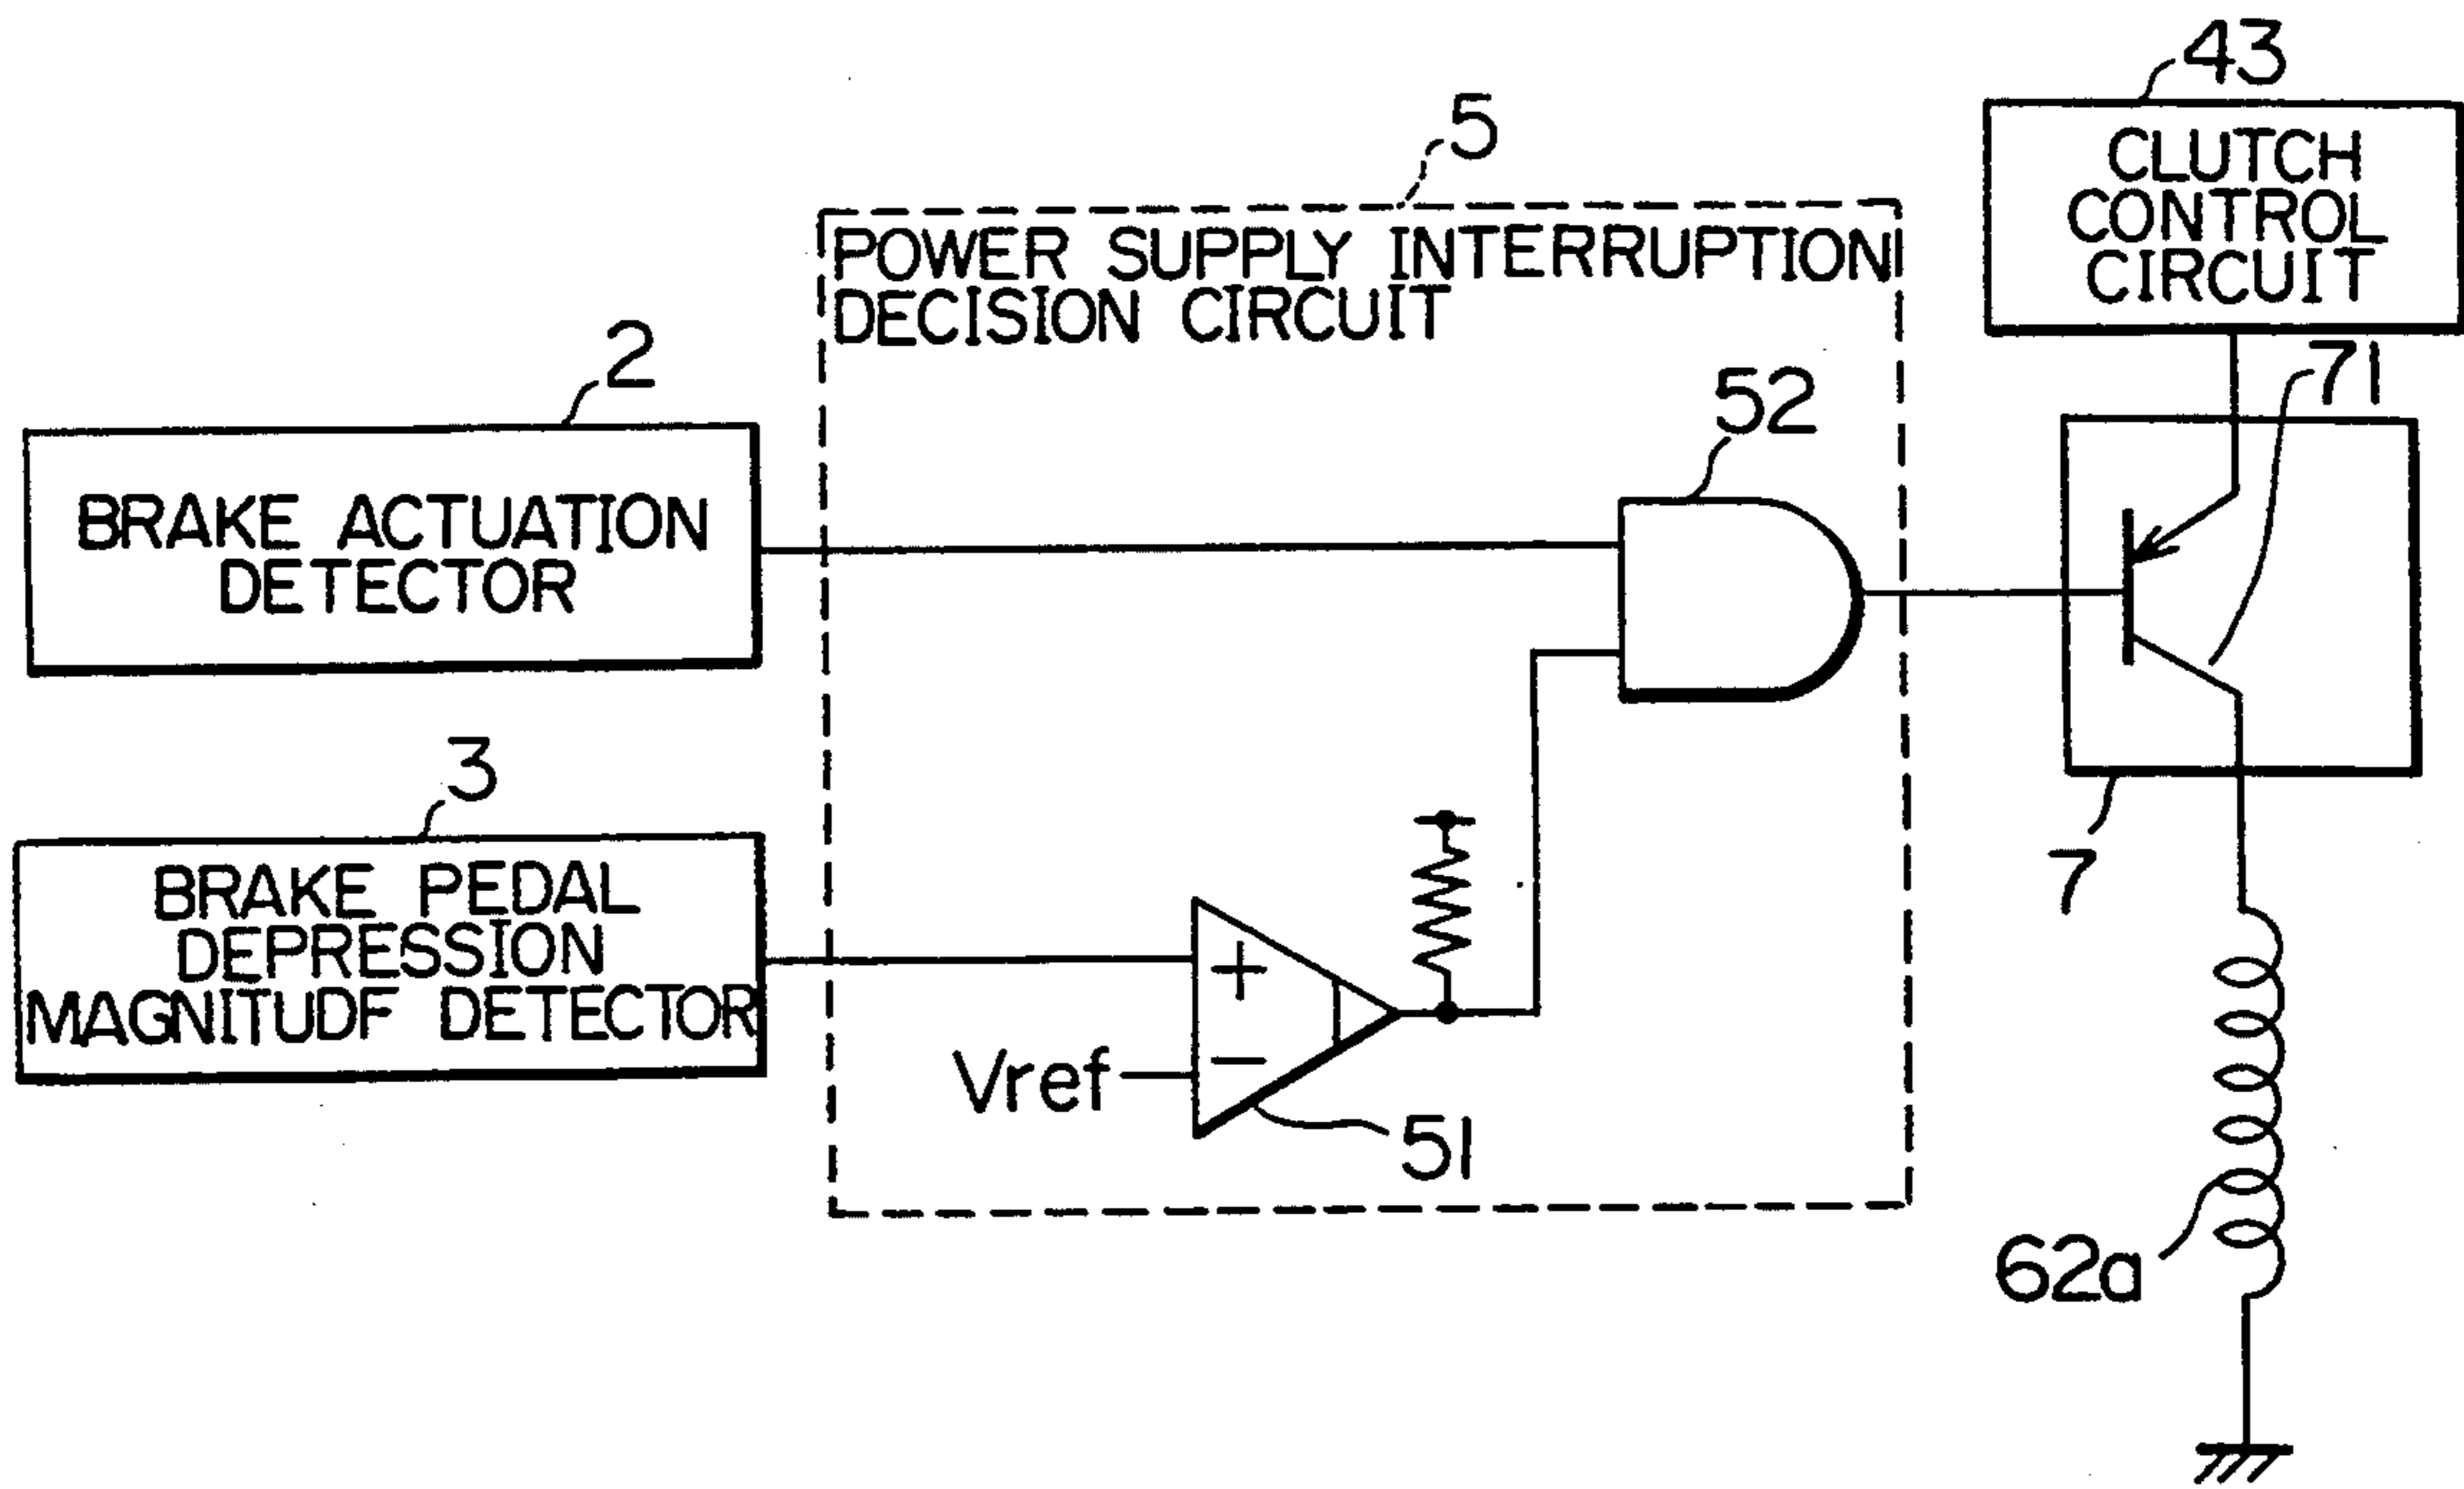 43
CLUTCH
CONTROL
CIRCUIT
5
POWER SUPPLY INTERRUPTION
DECISION CIRCUIT
71
2
52
BRAKE ACTUATION
DETECTOR
3
7
BRAKE PEDAL
DEPRESSION
MAGNITUDF DETECTOR
+
−
Vref
51
62a